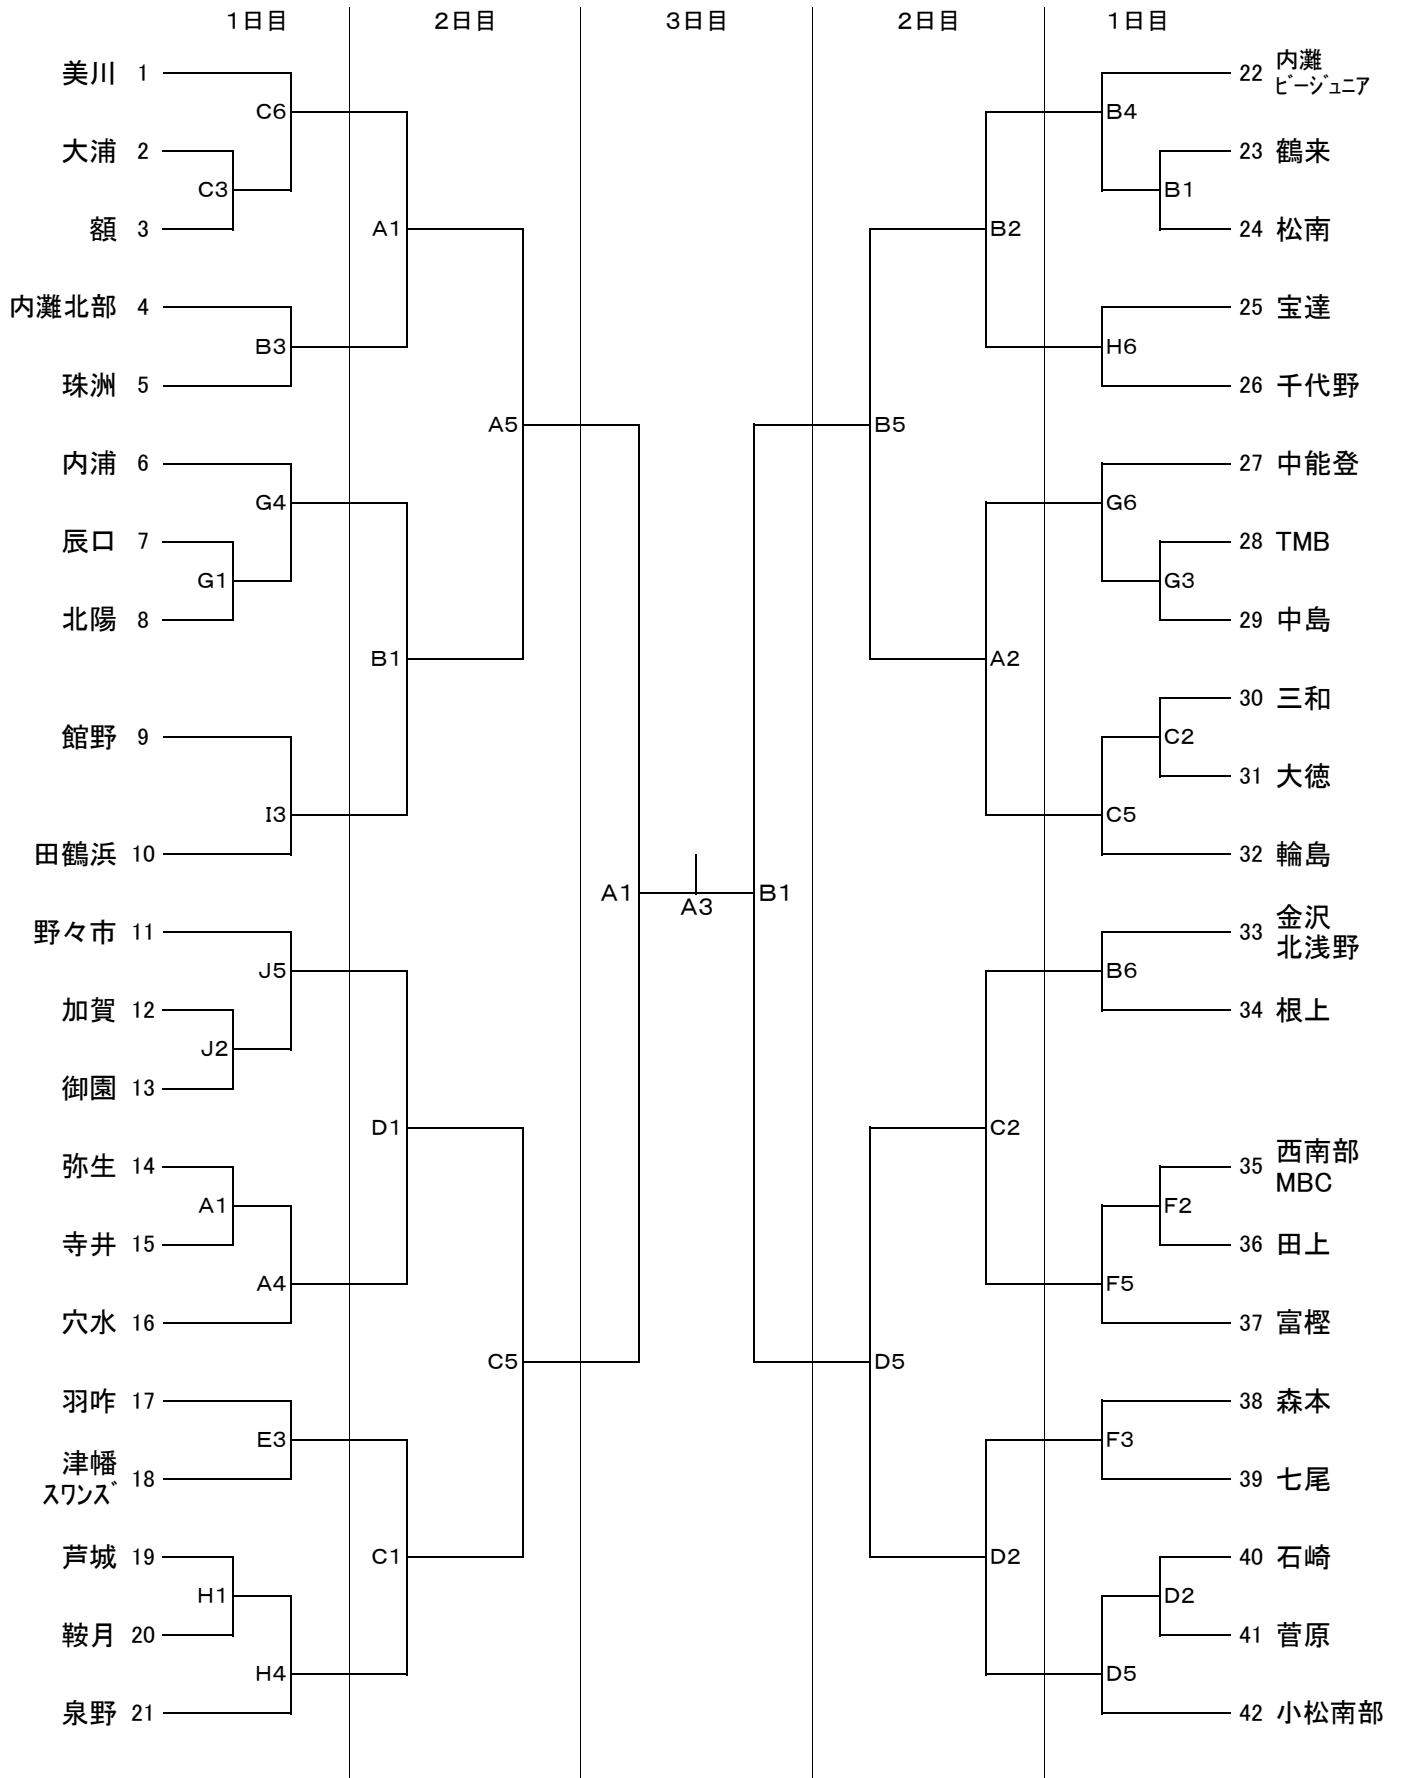 1日目
2日目
3日目
2日目
1日目
美川 1
C6
大浦 2
C3
額 3
A1
内灘北部 4
B3
珠洲 5
A5
内浦 6
G4
辰口 7
G1
北陽 8
B1
館野 9
I3
田鶴浜 10
A1
A3
B1
野々市 11
J5
加賀 12
J2
御園 13
D1
弥生 14
A1
寺井 15
A4
穴水 16
C5
羽咋 17
E3
津幡
スワンズ 18
芦城 19
C1
H1
鞍月 20
H4
泉野 21
22 内灘
ビージュニア
B4
23 鶴来
B1
24 松南
B2
25 宝達
H6
26 千代野
B5
27 中能登
G6
28 TMB
G3
29 中島
A2
30 三和
C2
31 大徳
C5
32 輪島
33 金沢
北浅野
B6
34 根上
C2
35 西南部
MBC
F2
36 田上
F5
37 富樫
D5
38 森本
F3
39 七尾
D2
40 石崎
D2
41 菅原
D5
42 小松南部